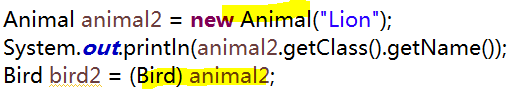 Animal animal2 = new Animal("Lion");
System.out.println(animal2.getClass().getName());
Bird bird2 = (Bird) animal2;